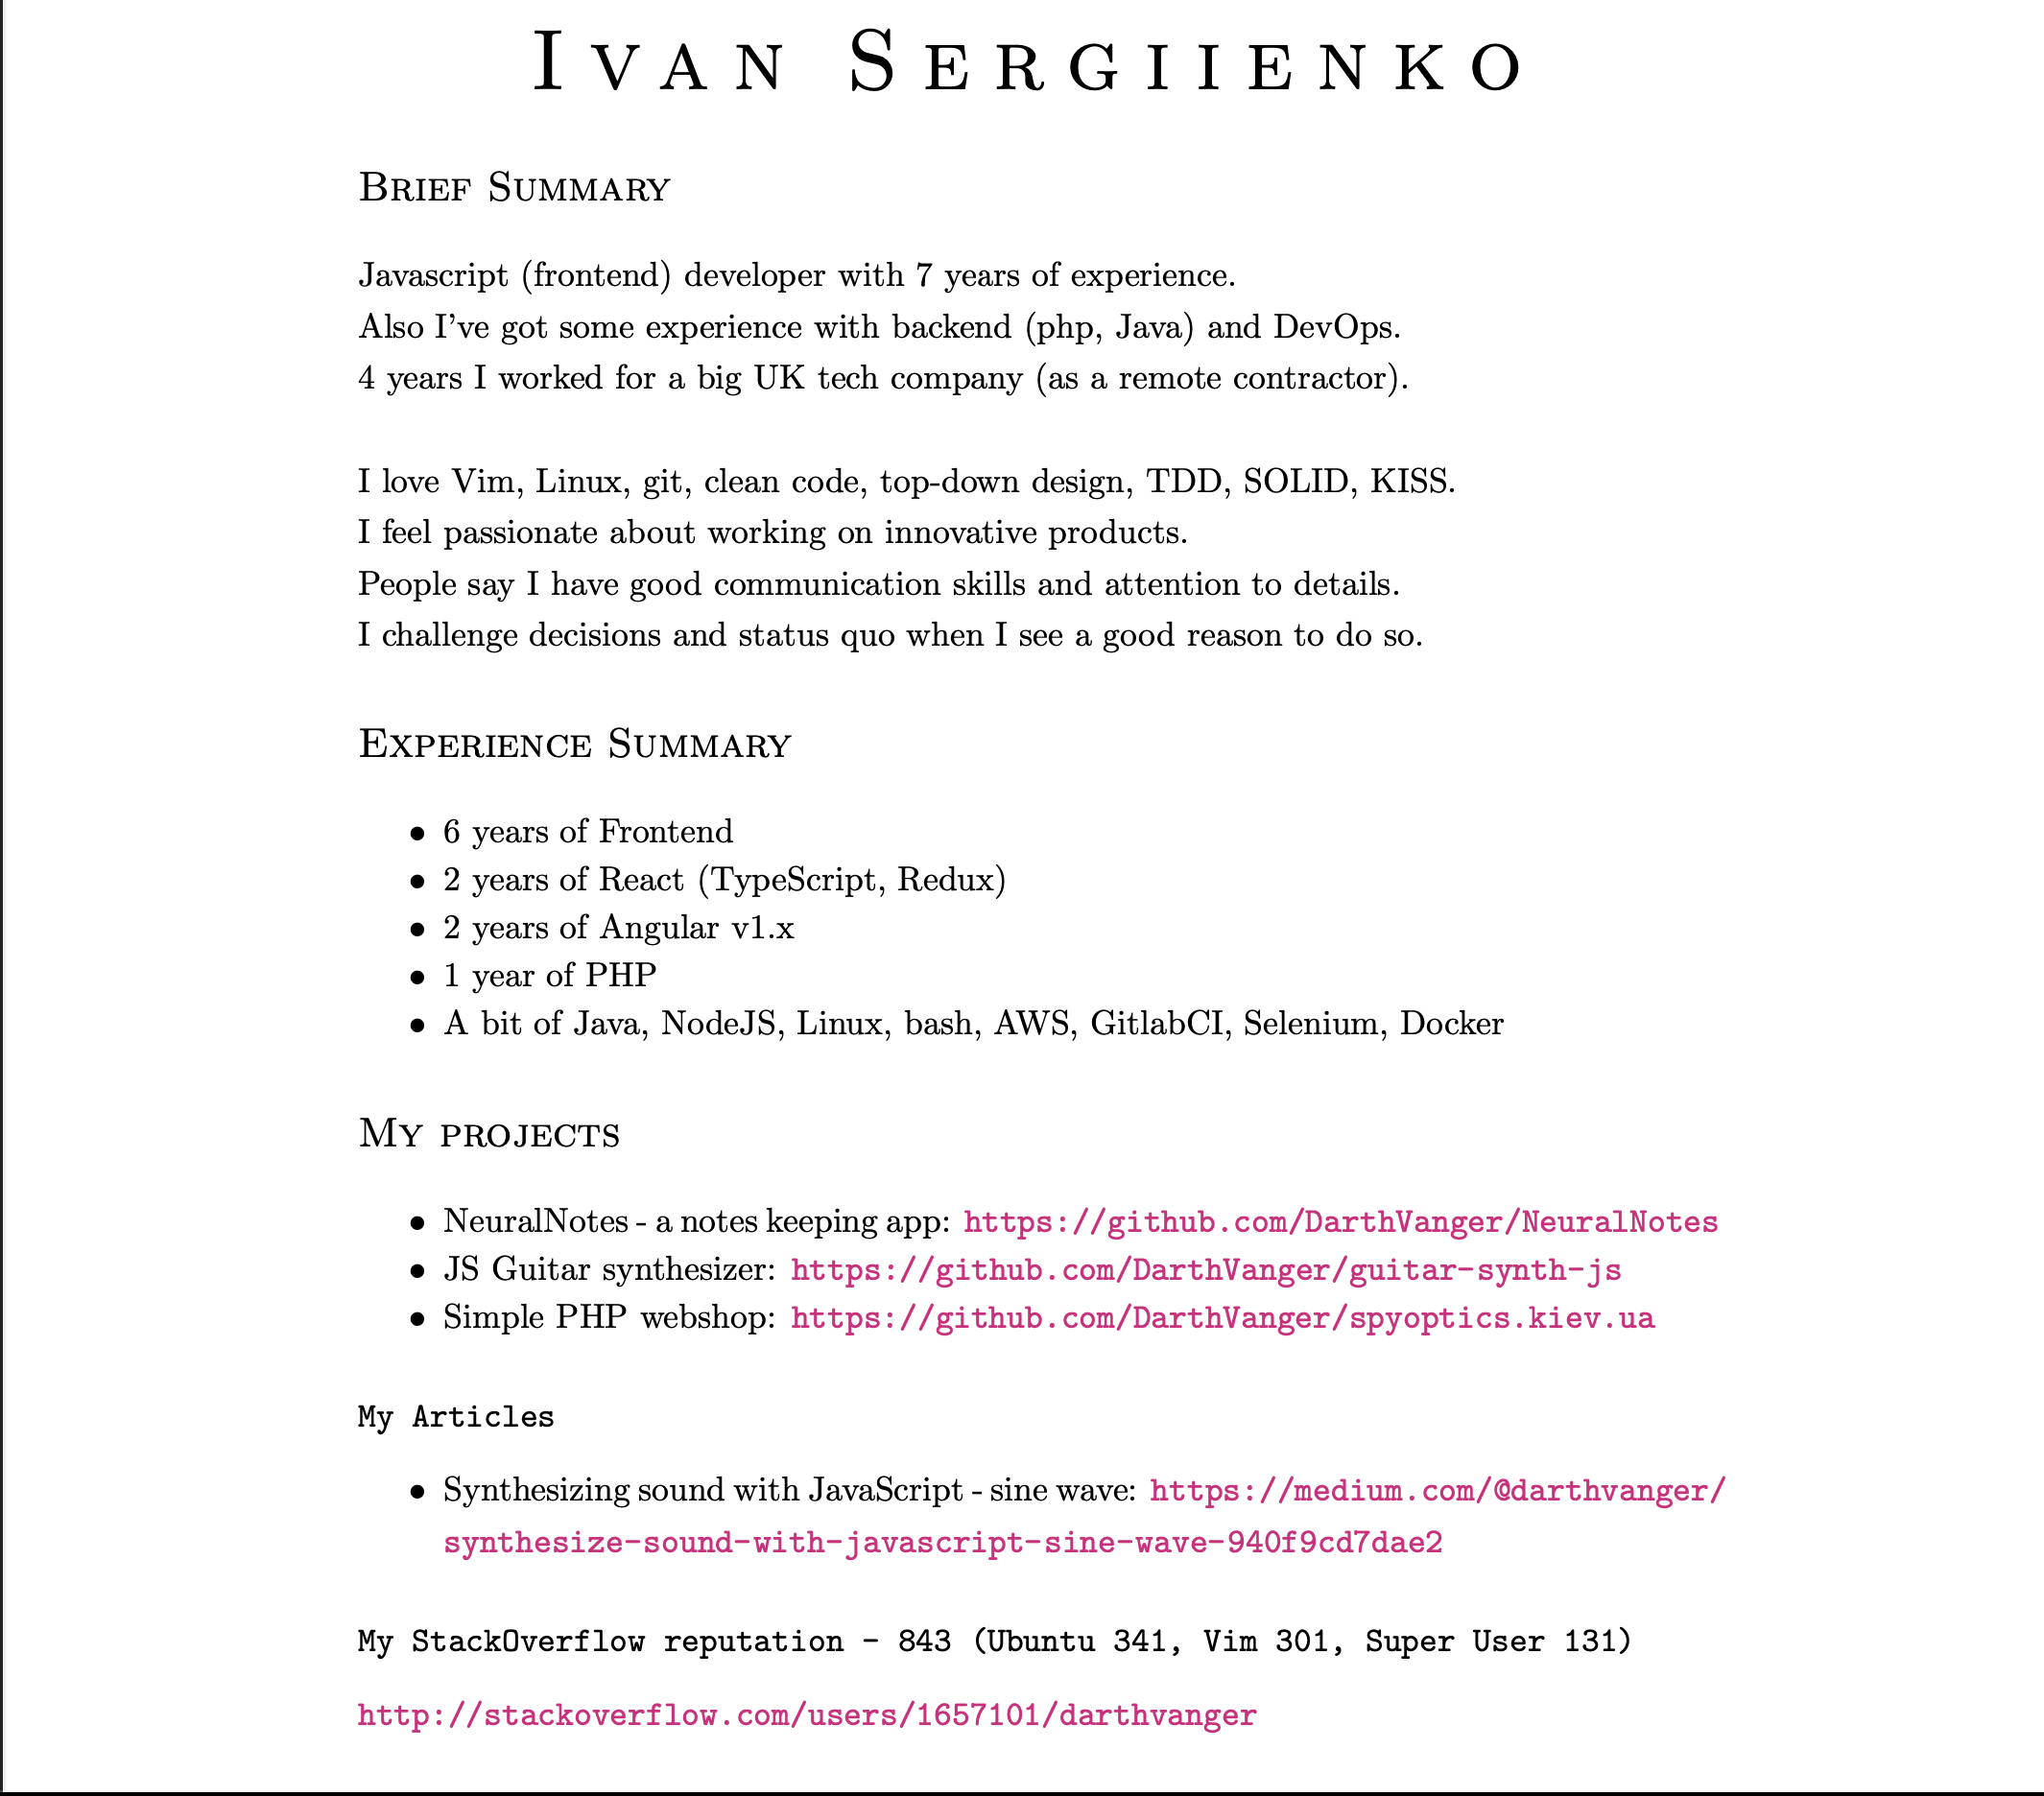 Ivan Sergiienko
Brief Summary
Javascript (frontend) developer with 7 years of experience.
Also I've got some experience with backend (php, Java) and DevOps.
4 years I worked for a big UK tech company (as a remote contractor).
I love Vim, Linux, git, clean code, top-down design, TDD, SOLID, KISS.
I feel passionate about working on innovative products.
People say I have good communication skills and attention to details.
I challenge decisions and status quo when I see a good reason to do so.
Experience Summary
• 6 years of Frontend
• 2 years of React (TypeScript, Redux)
• 2 years of Angular v1.x
• 1 year of PHP
• A bit of Java, NodeJS, Linux, bash, AWS, GitlabCI, Selenium, Docker
My projects
• NeuralNotes - a notes keeping app: https://github.com/DarthVanger/NeuralNotes
• JS Guitar synthesizer: https://github.com/DarthVanger/guitar-synth-js
• Simple PHP webshop: https://github.com/DarthVanger/spyoptics.kiev.ua
My Articles
• Synthesizing sound with JavaScript - sine wave: https://medium.com/@darthvanger/
synthesize-sound-with-javascript-sine-wave-940f9cd7dae2
My StackOverflow reputation - 843 (Ubuntu 341, Vim 301, Super User 131)
http://stackoverflow.com/users/1657101/darthvanger